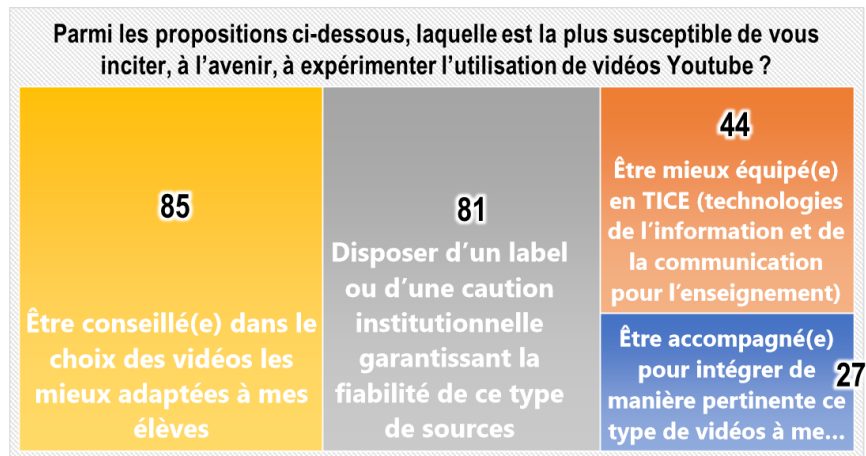 Parmi les propositions ci-dessous, laquelle est la plus susceptible de vous
inciter, à l'avenir, à expérimenter l'utilisation de vidéos Youtube ?
85
Être conseillé(e) dans le
choix des vidéos les
mieux adaptées à mes
élèves
81
Disposer d'un label
ou d'une caution
institutionnelle
garantissant la
fiabilité de ce type
de sources
44
Être mieux équipé(e)
en TICE (technologies
de l'information et de
la communication
pour l'enseignement)
Être accompagné(e)
pour intégrer de
manière pertinente ce
type de vidéos à me...
27